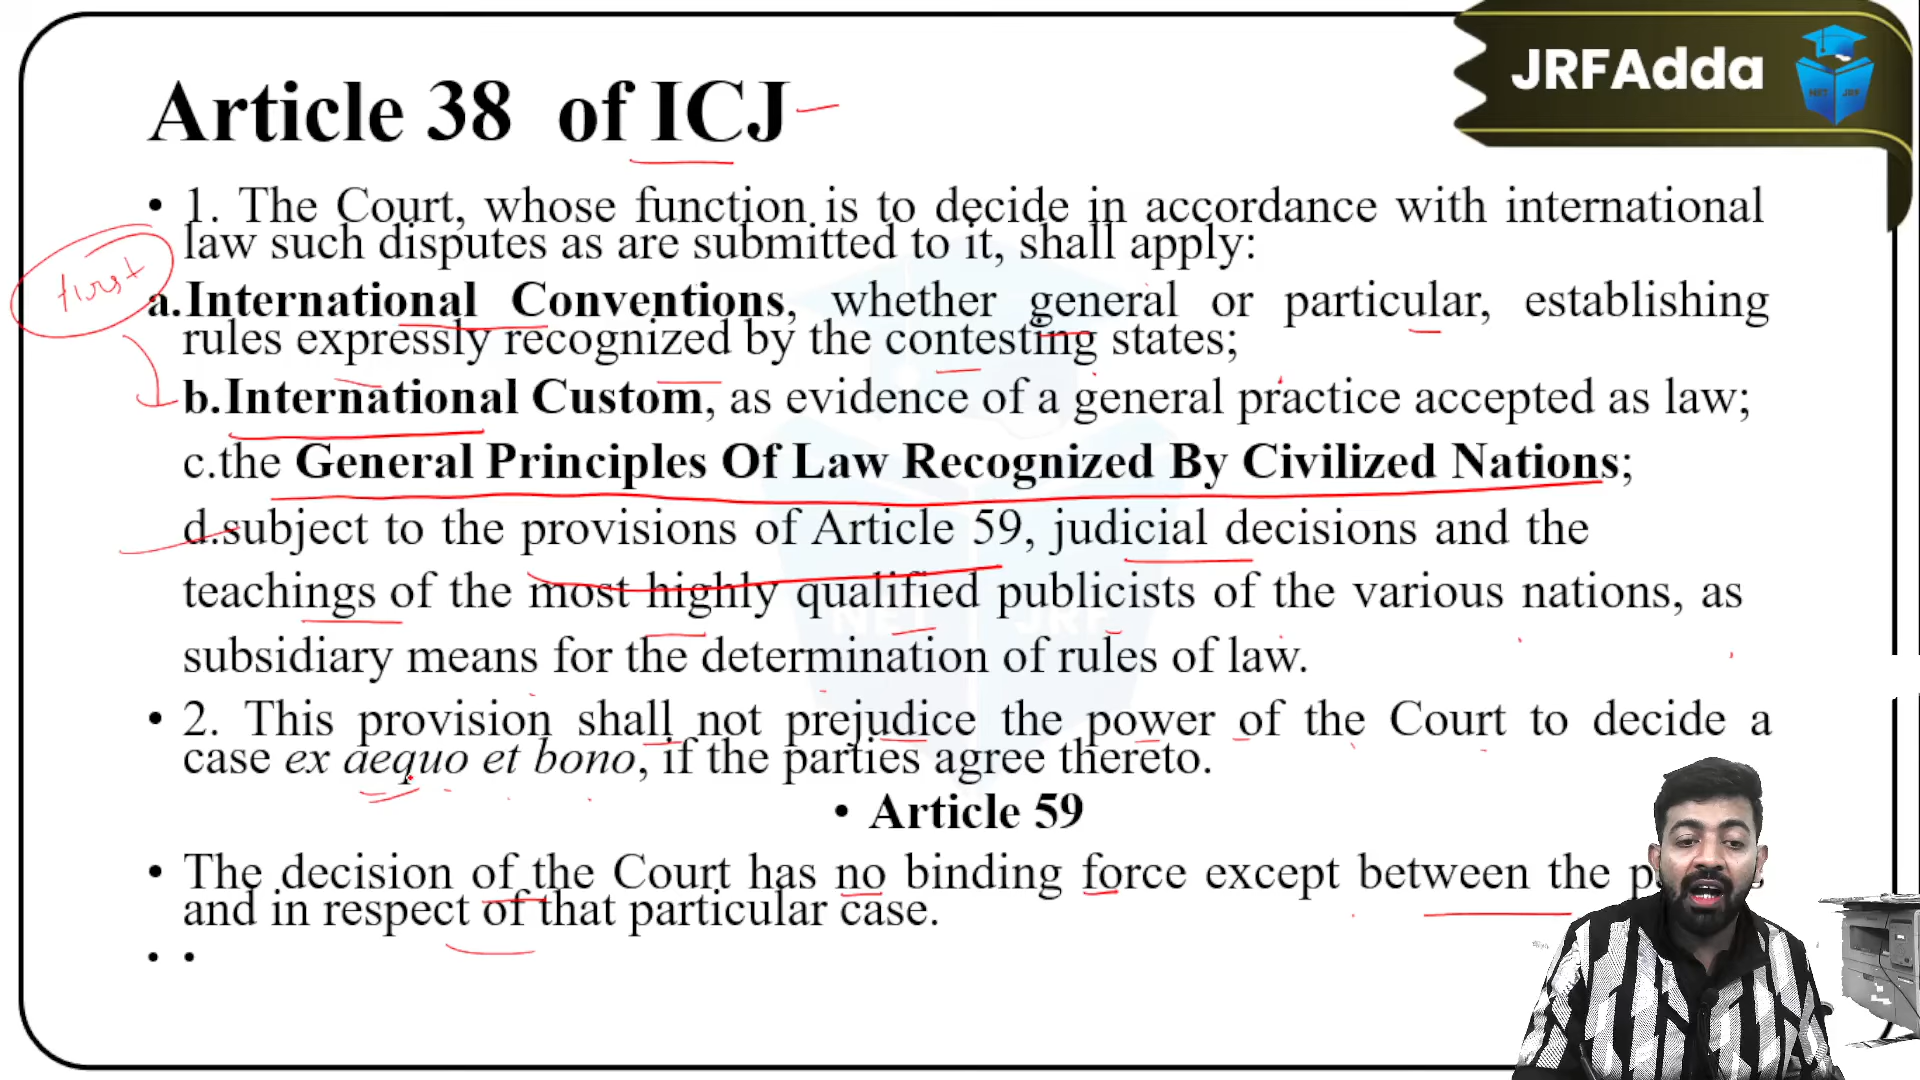 JRFAdda
NET JRF
Article 38 of ICJ
• 1. The Court, whose function is to decide in accordance with international
law such disputes as are submitted to it, shall apply:
first
a.International Conventions, whether general or particular, establishing
rules expressly recognized by the contesting states;
b.International Custom, as evidence of a general practice accepted as law;
c.the General Principles Of Law Recognized By Civilized Nations;
d.subject to the provisions of Article 59, judicial decisions and the
teachings of the most highly qualified publicists of the various nations, as
NET JRF
subsidiary means for the determination of rules of law.
• 2. This provision shall not prejudice the power of the Court to decide a
case ex aequo et bono, if the parties agree thereto.
• Article 59
• The decision of the Court has no binding force except between the
and in respect of that particular case.
• •